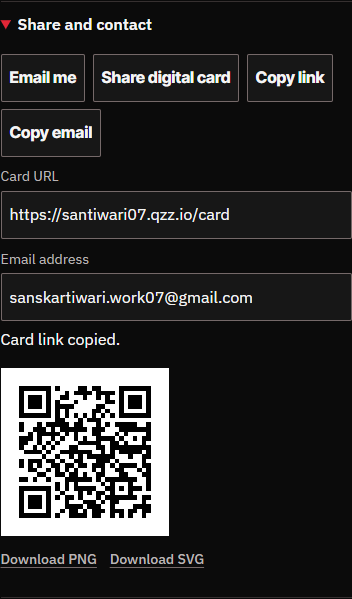 Share and contact
Email me
Share digital card
Copy link
Copy email
Card URL
https://santiwari07.qzz.io/card
Email address
sanskartiwari.work07@gmail.com
Card link copied.
Download PNG
Download SVG